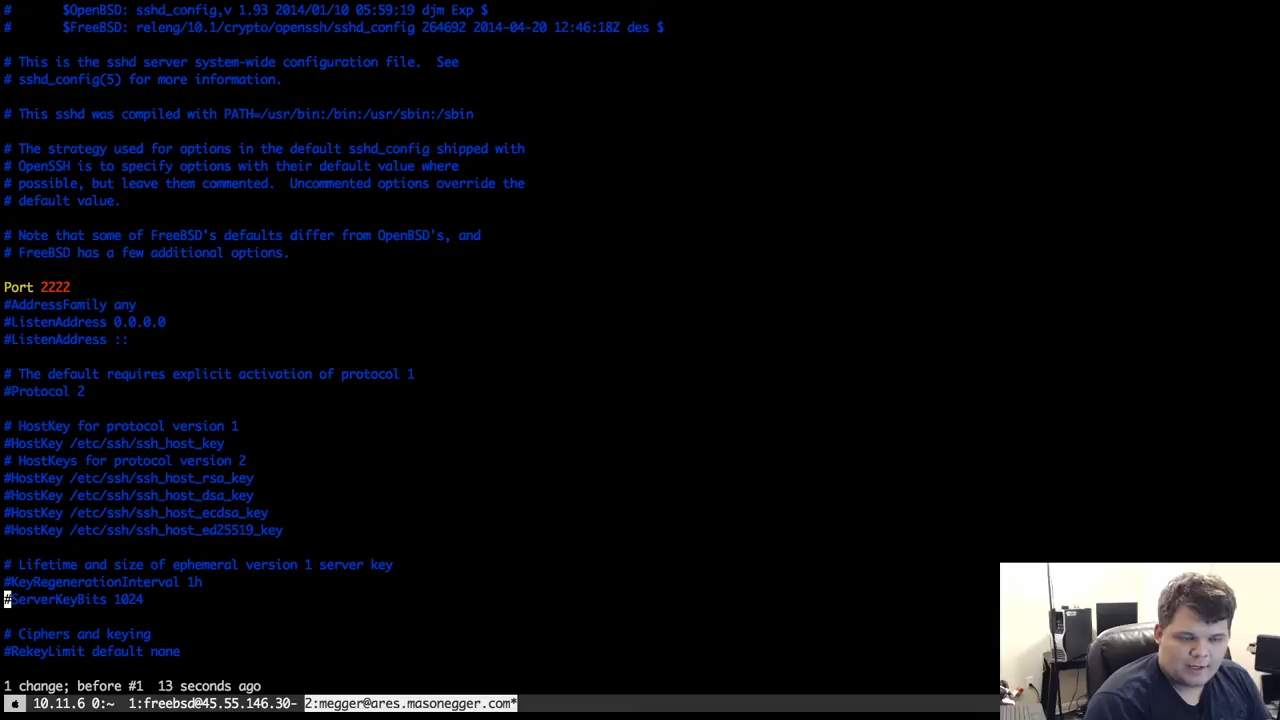 #       $OpenBSD: sshd_config,v 1.93 2014/01/10 05:59:19 djm Exp $
#       $FreeBSD: releng/10.1/crypto/openssh/sshd_config 264692 2014-04-20 12:46:18Z des $
# This is the sshd server system-wide configuration file.  See
# sshd_config(5) for more information.
# This sshd was compiled with PATH=/usr/bin:/bin:/usr/sbin:/sbin
# The strategy used for options in the default sshd_config shipped with
# OpenSSH is to specify options with their default value where
# possible, but leave them commented.  Uncommented options override the
# default value.
# Note that some of FreeBSD's defaults differ from OpenBSD's, and
# FreeBSD has a few additional options.
Port 2222
#AddressFamily any
#ListenAddress 0.0.0.0
#ListenAddress ::
# The default requires explicit activation of protocol 1
#Protocol 2
# HostKey for protocol version 1
#HostKey /etc/ssh/ssh_host_key
# HostKeys for protocol version 2
#HostKey /etc/ssh/ssh_host_rsa_key
#HostKey /etc/ssh/ssh_host_dsa_key
#HostKey /etc/ssh/ssh_host_ecdsa_key
#HostKey /etc/ssh/ssh_host_ed25519_key
# Lifetime and size of ephemeral version 1 server key
#KeyRegenerationInterval 1h
#ServerKeyBits 1024
# Ciphers and keying
#RekeyLimit default none
1 change; before #1  13 seconds ago
10.11.6 0:~  1:freebsd@45.55.146.30- 2:megger@ares.masonegger.com*